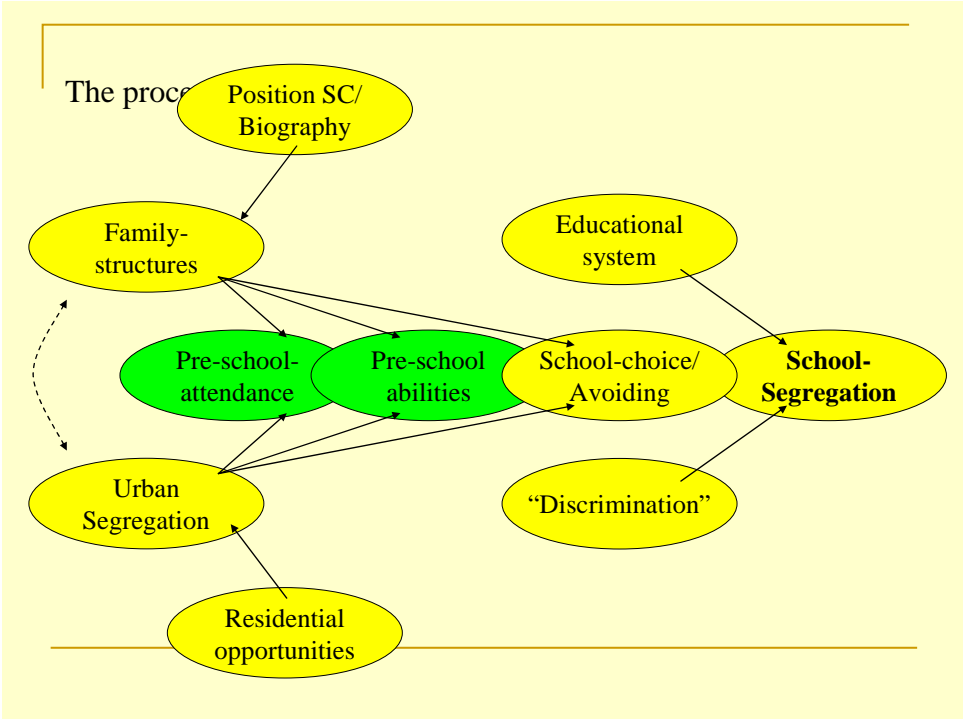 The proce
Position SC/
Biography
Family-
structures
Educational
system
Pre-school-
attendance
Pre-school
abilities
School-choice/
Avoiding
School-
Segregation
Urban
Segregation
“Discrimination”
Residential
opportunities